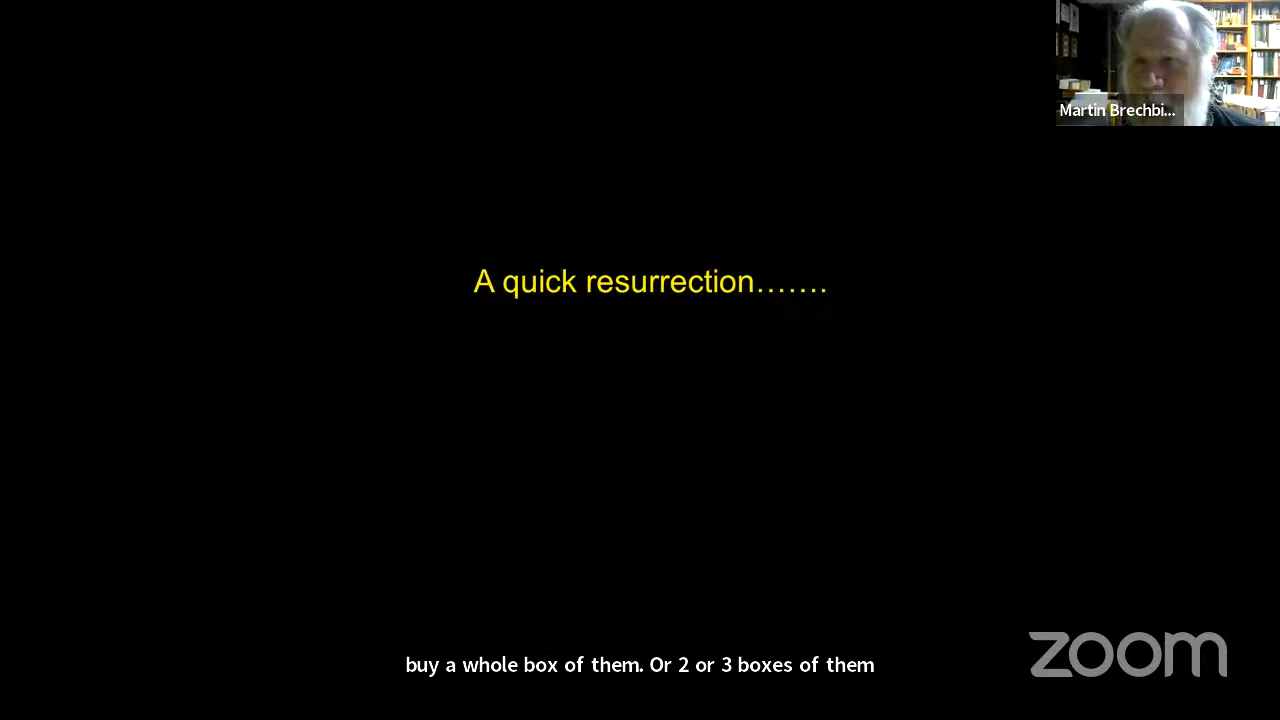 Martin Brechbi...
A quick resurrection…….
buy a whole box of them. Or 2 or 3 boxes of them
zoom